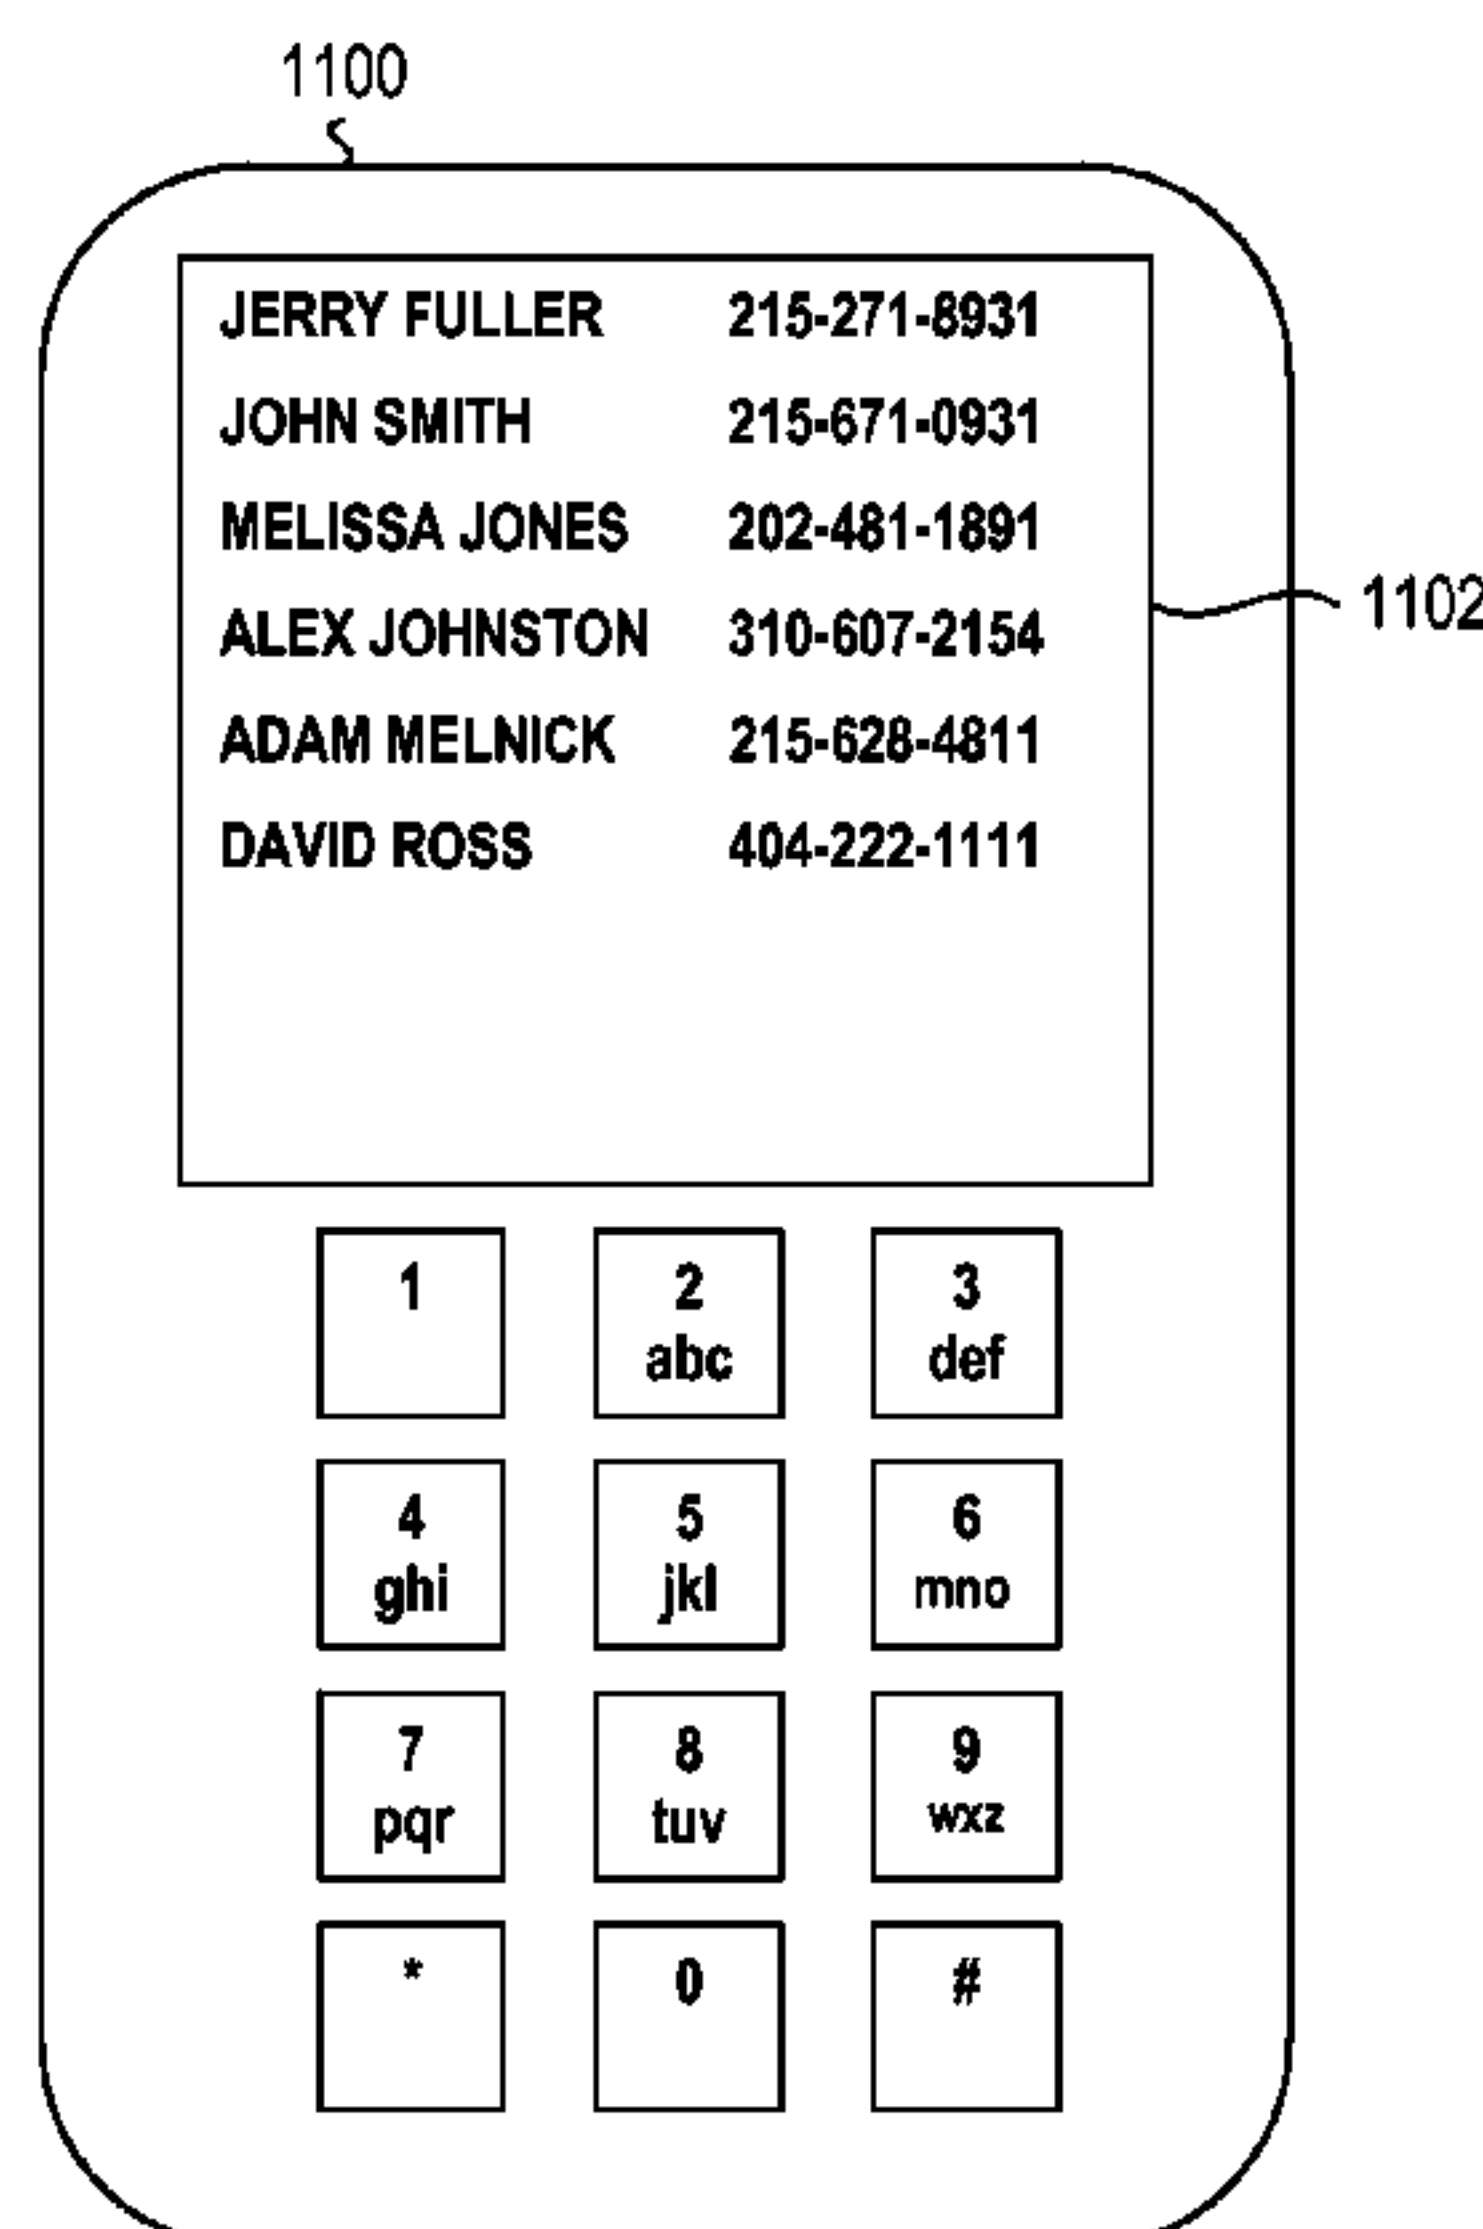 1100
JERRY FULLER 215-271-8931
JOHN SMITH 215-671-0931
MELISSA JONES 202-481-1891
ALEX JOHNSTON 310-607-2154
1102
ADAM MELNICK 215-628-4811
DAVID ROSS 404-222-1111
1 2 3
abc def
4 5 6
ghi jkl mno
7 8 9
pqr tuv wxz
* 0 #